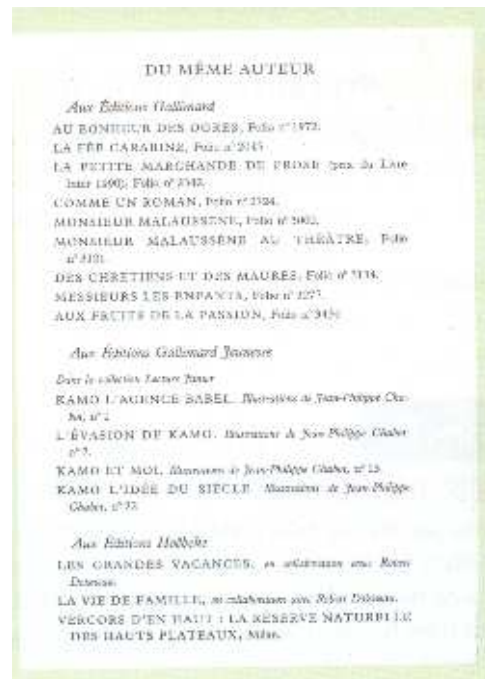 DU MÊME AUTEUR
Aux Éditions Gallimard
AU BONHEUR DES OGRES, Folio n° 1972.
LA FÉE CARABINE, Folio n° 2043
LA PETITE MARCHANDE DE PROSE (prix du Livre
Inter 1990), Folio n° 2342.
COMME UN ROMAN, Folio n° 2724.
MONSIEUR MALAUSSÈNE, Folio n° 3000.
MONSIEUR MALAUSSÈNE AU THÉÂTRE, Folio
n° 3121
DES CHRÉTIENS ET DES MAURES, Folio n° 3134.
MESSIEURS LES ENFANTS, Folio n° 3277
AUX FRUITS DE LA PASSION, Folio n° 3434
Aux Éditions Gallimard Jeunesse
Dans la collection Lecture Junior
KAMO L'AGENCE BABEL. Illustrations de Jean-Philippe Cha-
bot, n° 1
L'ÉVASION DE KAMO. Illustrations de Jean-Philippe Chabot
n° 7.
KAMO ET MOI. Illustrations de Jean-Philippe Chabot, n° 13.
KAMO L'IDÉE DU SIÈCLE. Illustrations de Jean-Philippe
Chabot, n° 22.
Aux Éditions Hoëbeke
LES GRANDES VACANCES, en collaboration avec Robert
Doisneau.
LA VIE DE FAMILLE, en collaboration avec Robert Doisneau.
VERCORS D'EN HAUT : LA RÉSERVE NATURELLE
DES HAUTS PLATEAUX, Milan.